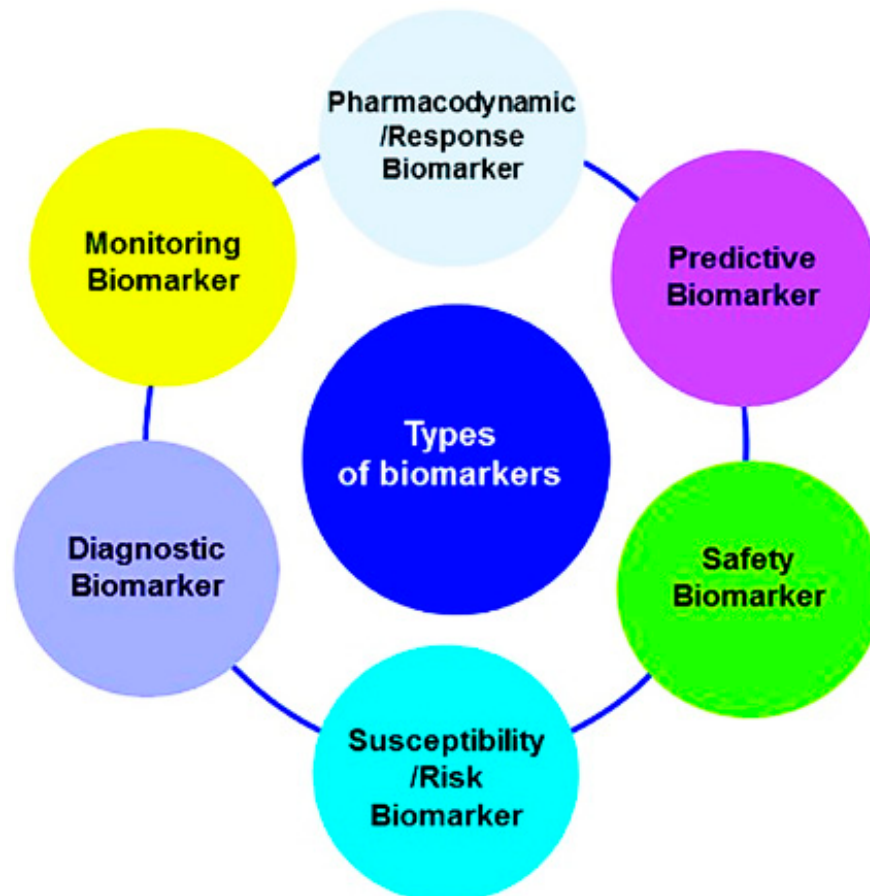 Pharmacodynamic
/Response
Biomarker
Monitoring
Biomarker
Predictive
Biomarker
Types
of biomarkers
Diagnostic
Biomarker
Safety
Biomarker
Susceptibility
/Risk
Biomarker